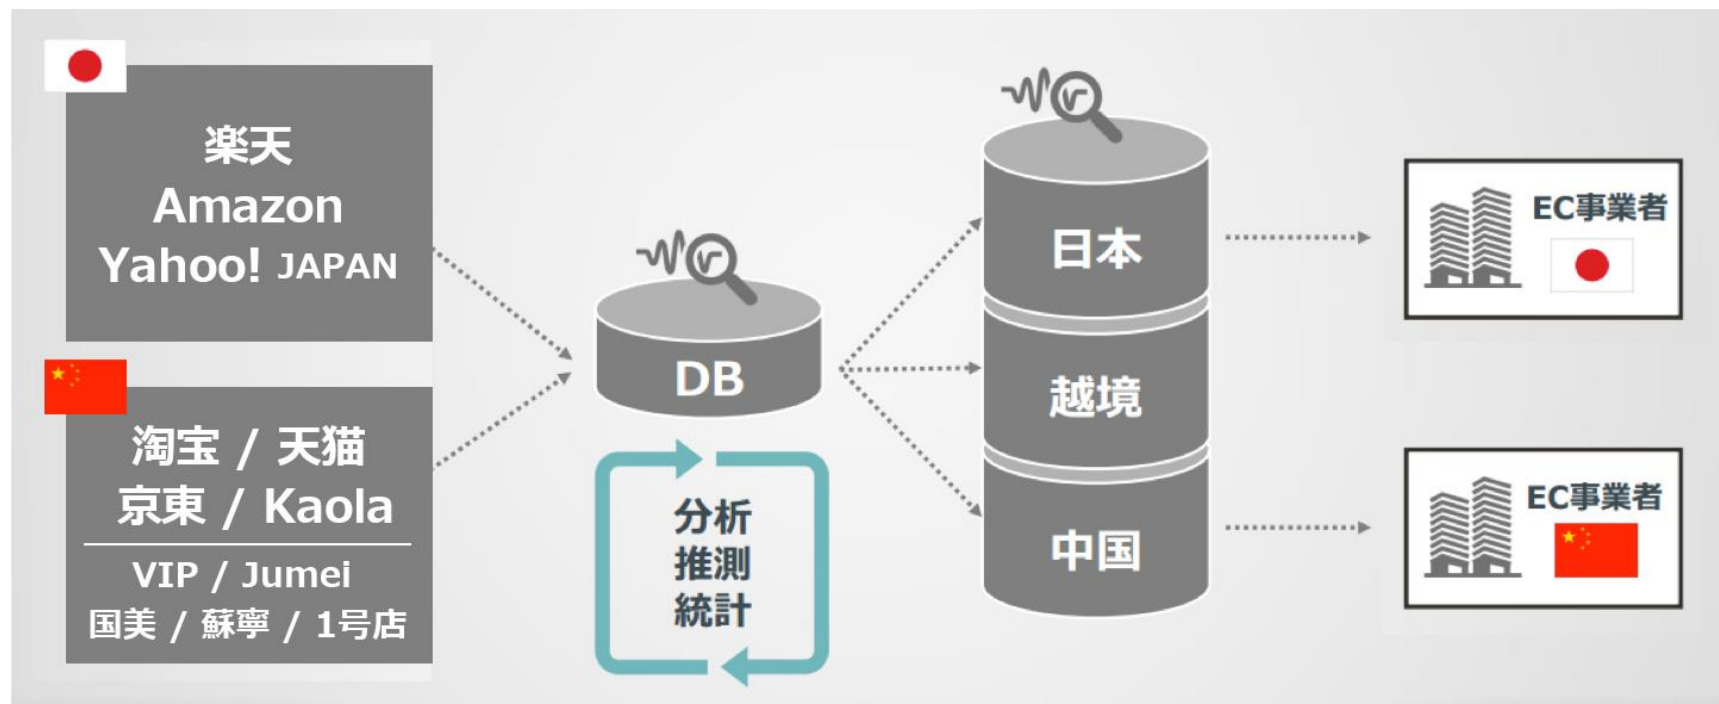 楽天
Amazon
Yahoo! JAPAN
淘宝 / 天猫
京東 / Kaola
VIP / Jumei
国美 / 蘇寧 / 1号店
DB
分析
推測
統計
日本
越境
中国
EC事業者
EC事業者